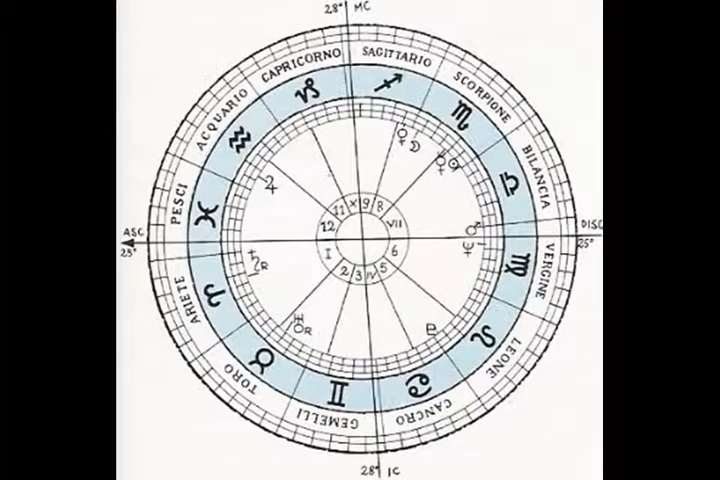 28° MC
SAGITTARIO
CAPRICORNO
SCORPIONE
ACQUARIO
BILANCIA
PESCI
ASC
25°
DISC
25°
ARIETE
VERGINE
TORO
LEONE
GEMELLI
CANCRO
11 X 9 8
12 VII
I 6
2 3 IV 5
R
R
28° IC